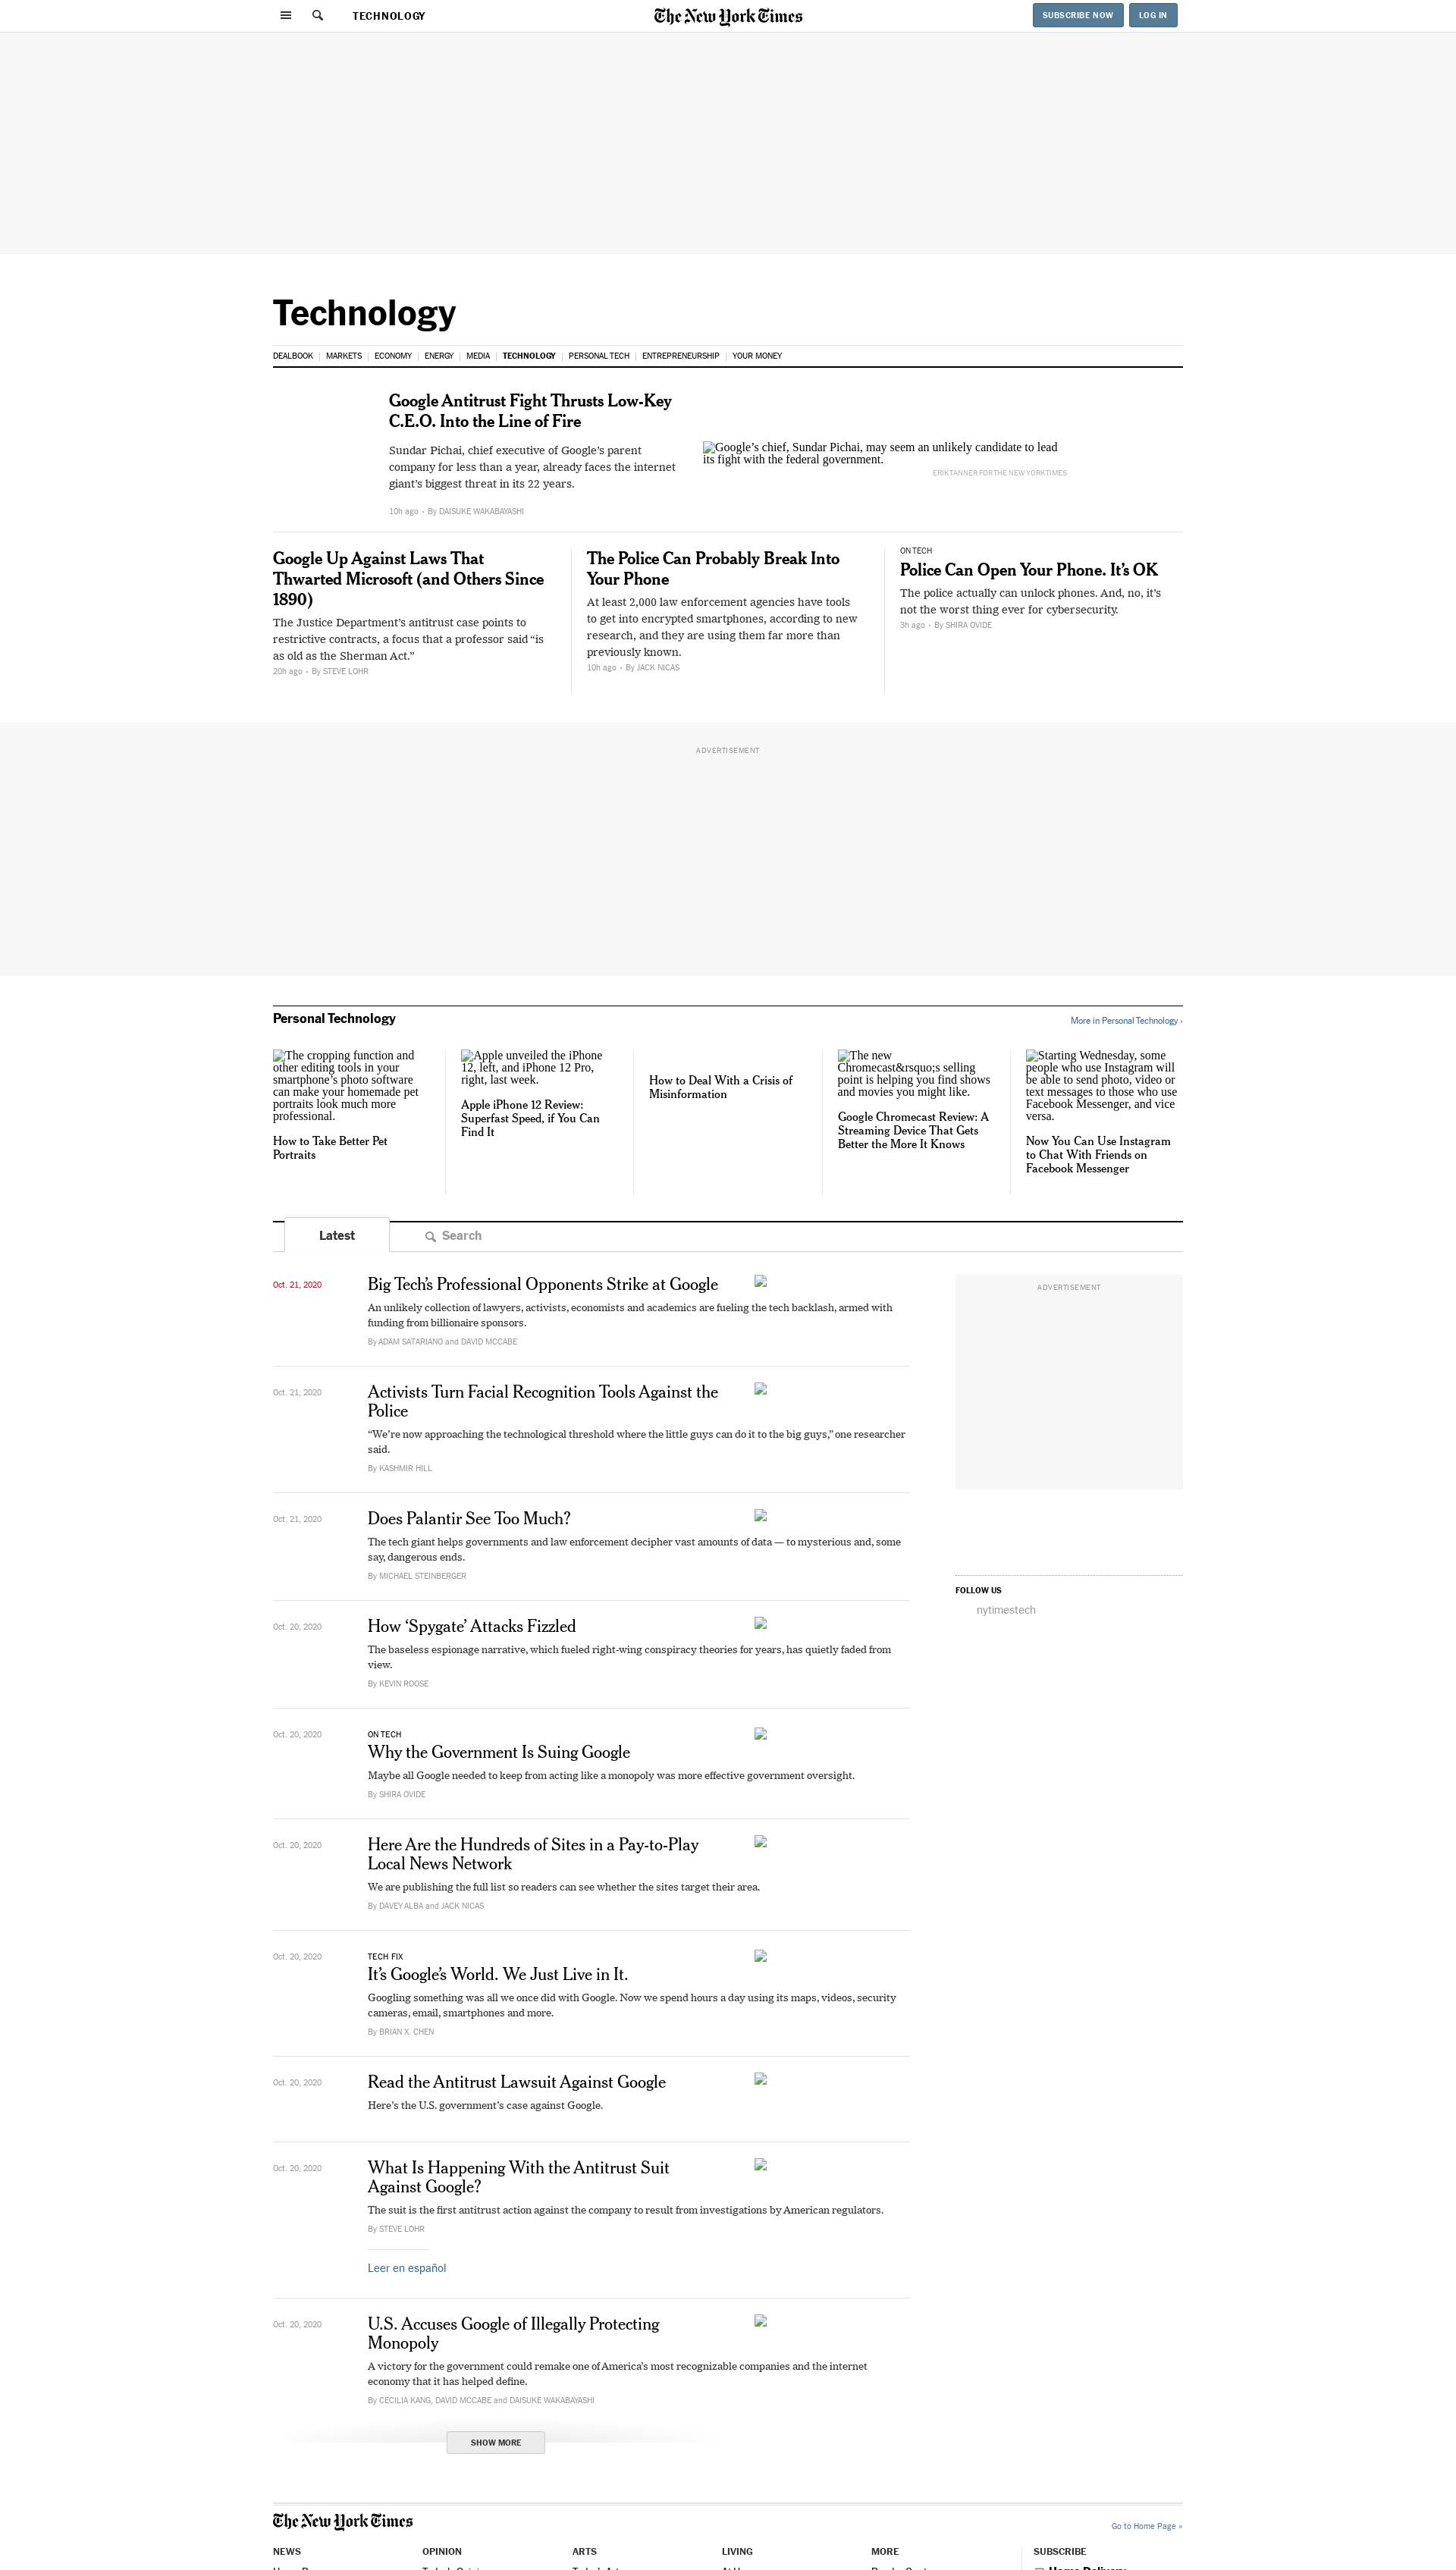 TECHNOLOGY
The New York Times
SUBSCRIBE NOW
LOG IN
Technology
DEALBOOK
MARKETS
ECONOMY
ENERGY
MEDIA
TECHNOLOGY
PERSONAL TECH
ENTREPRENEURSHIP
YOUR MONEY
Google Antitrust Fight Thrusts Low-Key
C.E.O. Into the Line of Fire
Sundar Pichai, chief executive of Google’s parent
company for less than a year, already faces the internet
giant’s biggest threat in its 22 years.
10h ago • By DAISUKE WAKABAYASHI
Google’s chief, Sundar Pichai, may seem an unlikely candidate to lead
its fight with the federal government.
ERIK TANNER FOR THE NEW YORK TIMES
Google Up Against Laws That
Thwarted Microsoft (and Others Since
1890)
The Justice Department’s antitrust case points to
restrictive contracts, a focus that a professor said “is
as old as the Sherman Act.”
20h ago • By STEVE LOHR
The Police Can Probably Break Into
Your Phone
At least 2,000 law enforcement agencies have tools
to get into encrypted smartphones, according to new
research, and they are using them far more than
previously known.
10h ago • By JACK NICAS
ON TECH
Police Can Open Your Phone. It’s OK
The police actually can unlock phones. And, no, it’s
not the worst thing ever for cybersecurity.
3h ago • By SHIRA OVIDE
ADVERTISEMENT
Personal Technology
More in Personal Technology ›
The cropping function and
other editing tools in your
smartphone’s photo software
can make your homemade pet
portraits look much more
professional.
How to Take Better Pet
Portraits
Apple unveiled the iPhone
12, left, and iPhone 12 Pro,
right, last week.
Apple iPhone 12 Review:
Superfast Speed, if You Can
Find It
How to Deal With a Crisis of
Misinformation
The new
Chromecast&rsquo;s selling
point is helping you find shows
and movies you might like.
Google Chromecast Review: A
Streaming Device That Gets
Better the More It Knows
Starting Wednesday, some
people who use Instagram will
be able to send photo, video or
text messages to those who use
Facebook Messenger, and vice
versa.
Now You Can Use Instagram
to Chat With Friends on
Facebook Messenger
Latest
Search
Oct. 21, 2020
Big Tech’s Professional Opponents Strike at Google
An unlikely collection of lawyers, activists, economists and academics are fueling the tech backlash, armed with
funding from billionaire sponsors.
By ADAM SATARIANO and DAVID MCCABE
ADVERTISEMENT
Oct. 21, 2020
Activists Turn Facial Recognition Tools Against the
Police
“We’re now approaching the technological threshold where the little guys can do it to the big guys,” one researcher
said.
By KASHMIR HILL
Oct. 21, 2020
Does Palantir See Too Much?
The tech giant helps governments and law enforcement decipher vast amounts of data — to mysterious and, some
say, dangerous ends.
By MICHAEL STEINBERGER
FOLLOW US
nytimestech
Oct. 20, 2020
How ‘Spygate’ Attacks Fizzled
The baseless espionage narrative, which fueled right-wing conspiracy theories for years, has quietly faded from
view.
By KEVIN ROOSE
Oct. 20, 2020
ON TECH
Why the Government Is Suing Google
Maybe all Google needed to keep from acting like a monopoly was more effective government oversight.
By SHIRA OVIDE
Oct. 20, 2020
Here Are the Hundreds of Sites in a Pay-to-Play
Local News Network
We are publishing the full list so readers can see whether the sites target their area.
By DAVEY ALBA and JACK NICAS
Oct. 20, 2020
TECH FIX
It’s Google’s World. We Just Live in It.
Googling something was all we once did with Google. Now we spend hours a day using its maps, videos, security
cameras, email, smartphones and more.
By BRIAN X. CHEN
Oct. 20, 2020
Read the Antitrust Lawsuit Against Google
Here’s the U.S. government’s case against Google.
Oct. 20, 2020
What Is Happening With the Antitrust Suit
Against Google?
The suit is the first antitrust action against the company to result from investigations by American regulators.
By STEVE LOHR
Leer en español
Oct. 20, 2020
U.S. Accuses Google of Illegally Protecting
Monopoly
A victory for the government could remake one of America’s most recognizable companies and the internet
economy that it has helped define.
By CECILIA KANG, DAVID MCCABE and DAISUKE WAKABAYASHI
SHOW MORE
The New York Times
Go to Home Page »
NEWS
OPINION
ARTS
LIVING
MORE
SUBSCRIBE